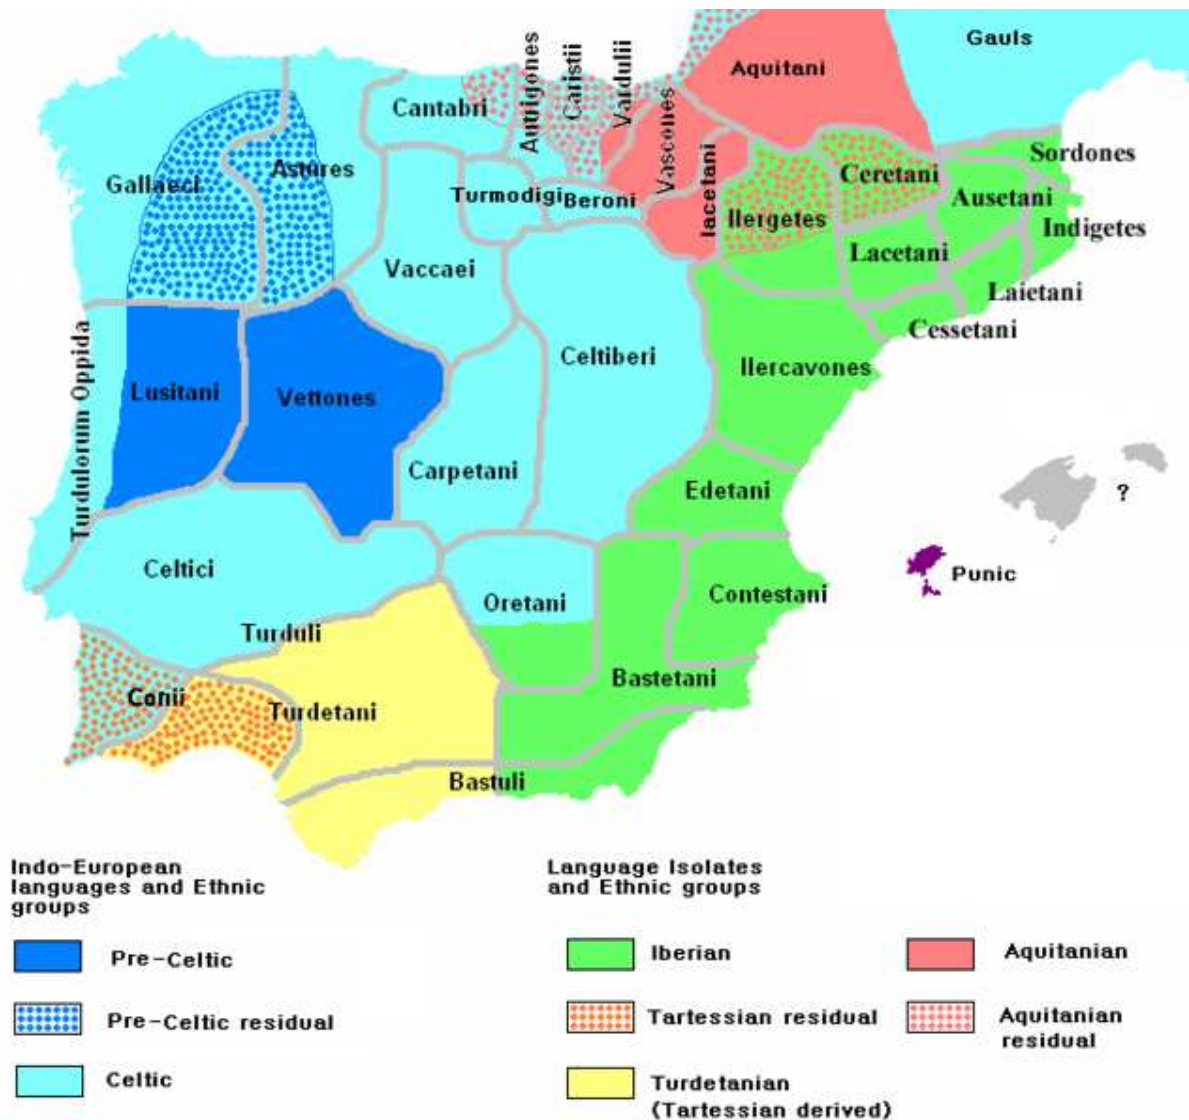 Gauls
Aquitani
Cantabri
Autrigones
Caristii
Vardulii
Vascones
Iacetani
Sordones
Ceretani
Ausetani
Indigetes
Gallaeci
Astures
Turmodigi
Beroni
Ilergetes
Lacetani
Laietani
Vaccaei
Cessetani
Turdulorum Oppida
Lusitani
Vettones
Celtiberi
Ilercavones
Carpetani
Edetani
?
Celtici
Oretani
Contestani
Punic
Turduli
Conii
Turdetani
Bastetani
Bastuli
Indo-European
languages and Ethnic
groups
Pre-Celtic
Pre-Celtic residual
Celtic
Language Isolates
and Ethnic groups
Iberian
Tartessian residual
Turdetanian
(Tartessian derived)
Aquitanian
Aquitanian
residual